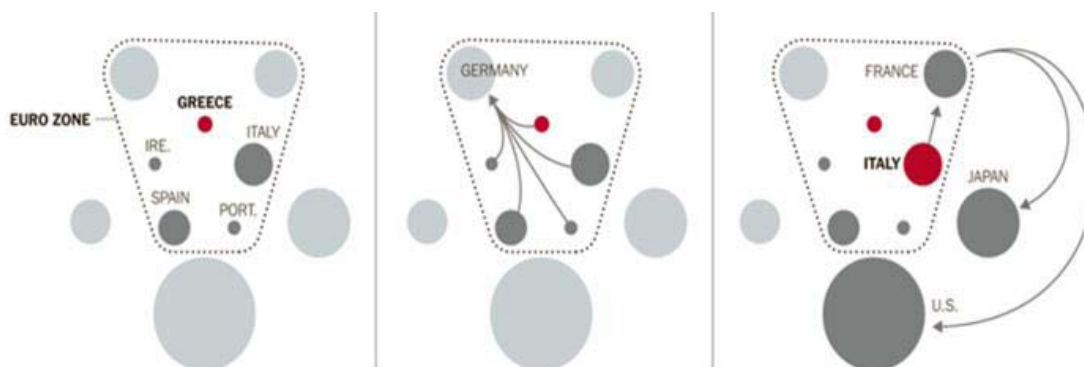 GREECE
EURO ZONE
ITALY
IRE.
SPAIN
PORT.
GERMANY
FRANCE
ITALY
JAPAN
U.S.